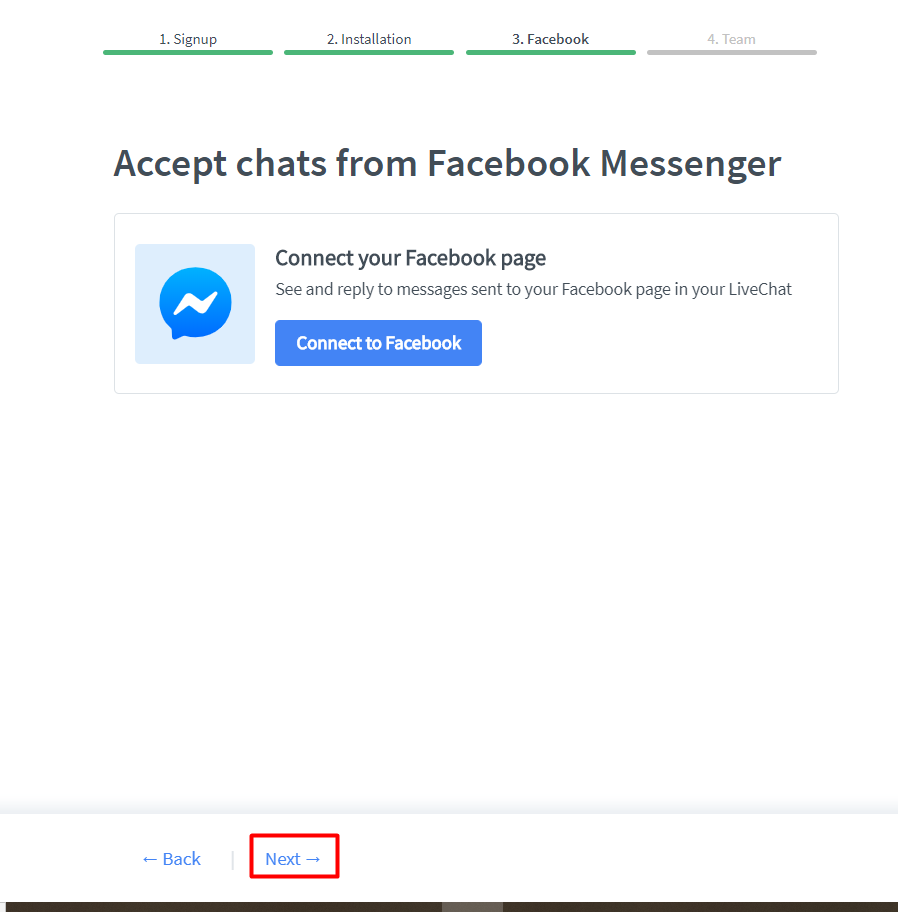 1. Signup
2. Installation
3. Facebook
4. Team
Accept chats from Facebook Messenger
Connect your Facebook page
See and reply to messages sent to your Facebook page in your LiveChat
Connect to Facebook
← Back | Next →